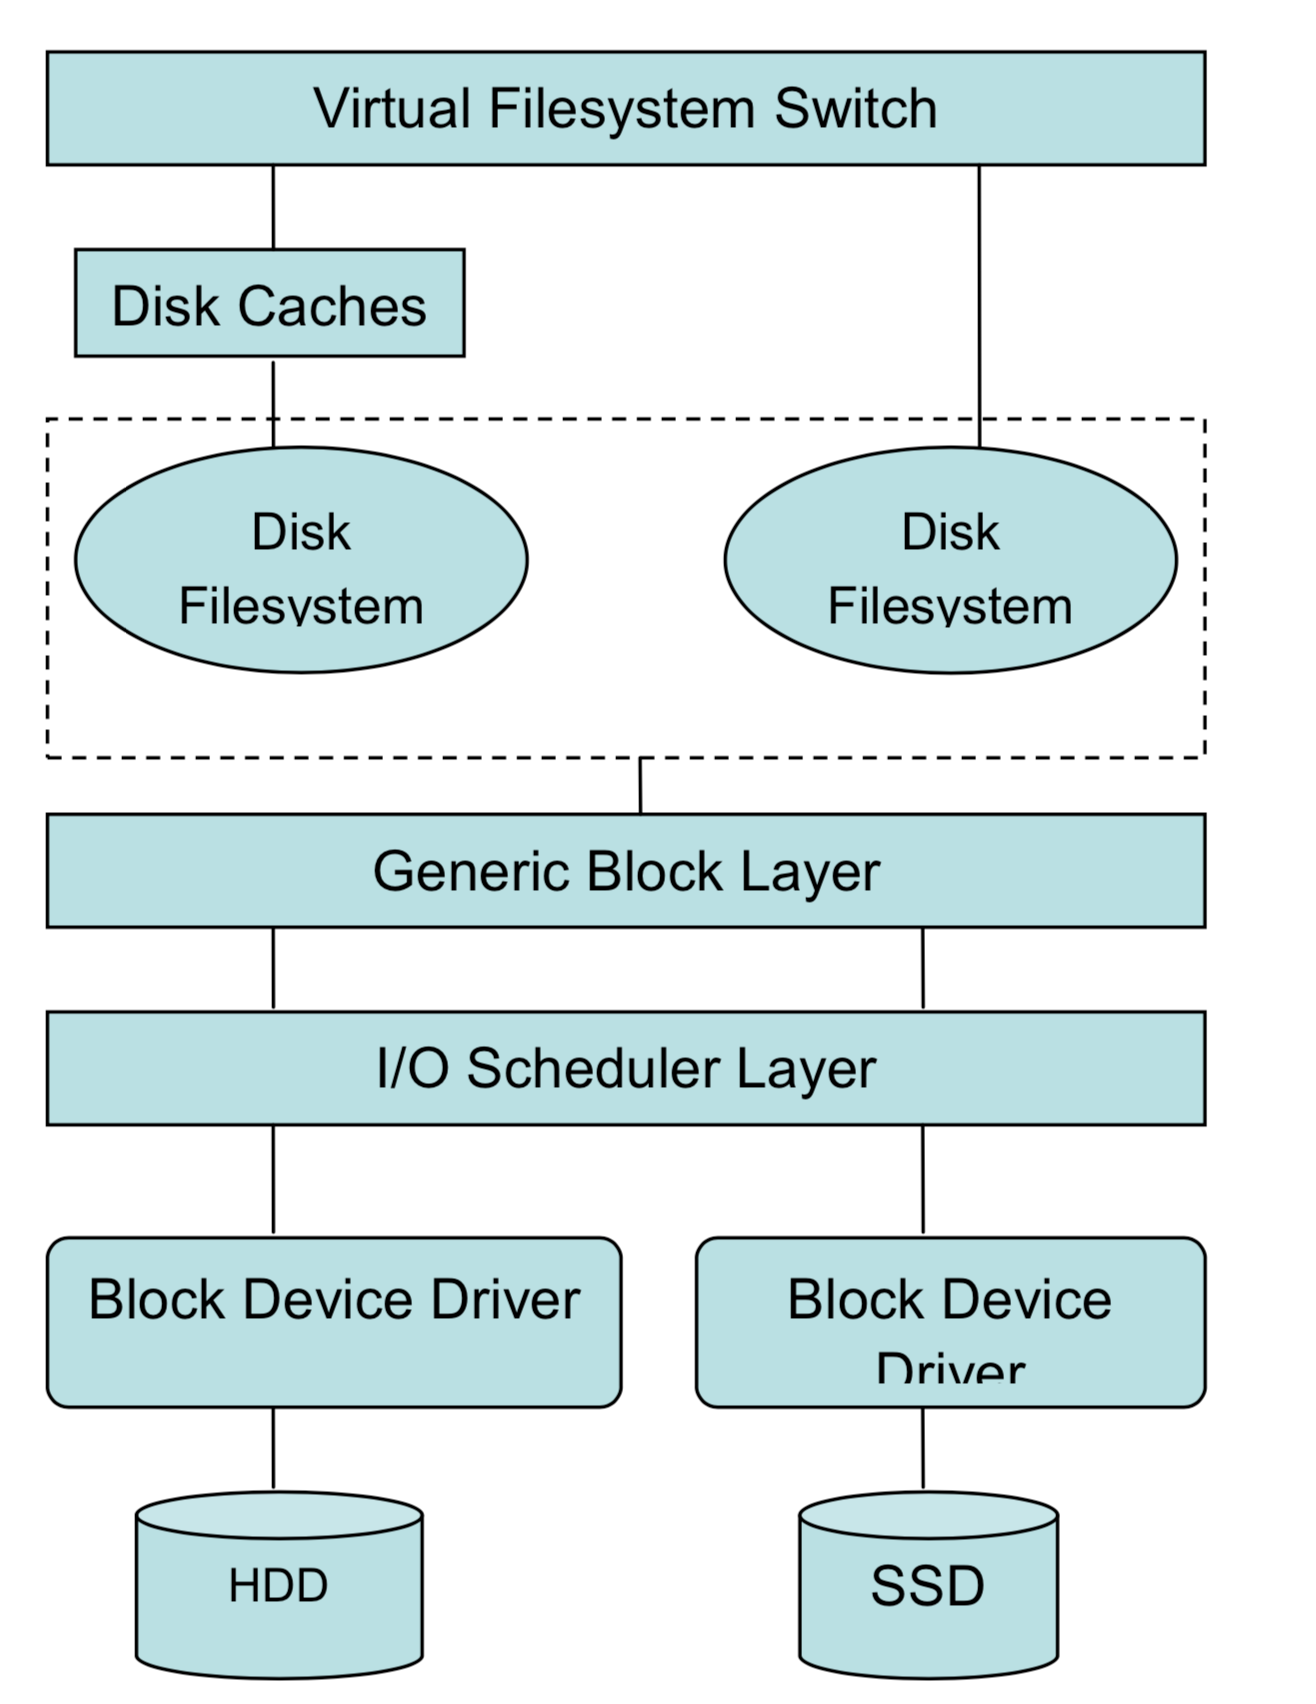 Virtual Filesystem Switch
Disk Caches
Disk
Filesystem
Disk
Filesystem
Generic Block Layer
I/O Scheduler Layer
Block Device Driver
Block Device
Driver
HDD
SSD